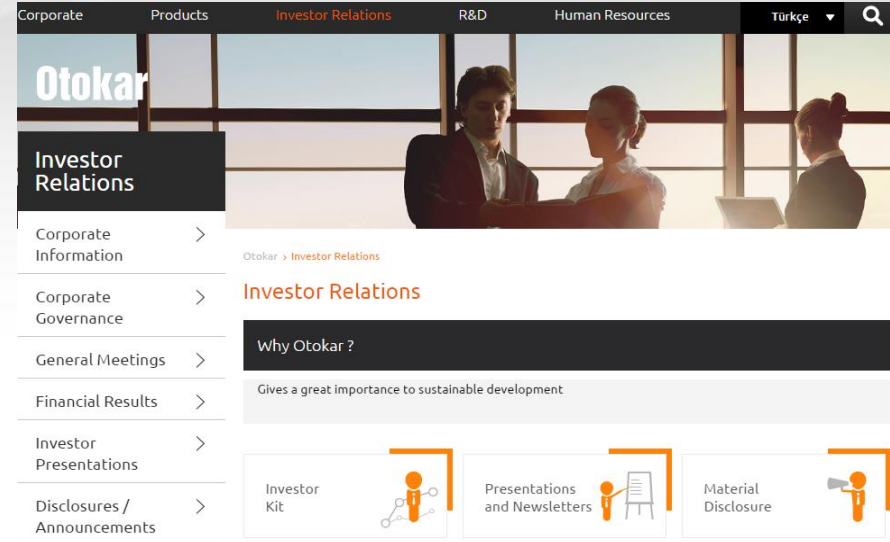 Corporate Products Investor Relations R&D Human Resources Türkçe
Otokar
Investor
Relations
Corporate
Information
Corporate
Governance
General Meetings
Financial Results
Investor
Presentations
Disclosures /
Announcements
Otokar > Investor Relations
Investor Relations
Why Otokar ?
Gives a great importance to sustainable development
Investor
Kit
Presentations
and Newsletters
Material
Disclosure